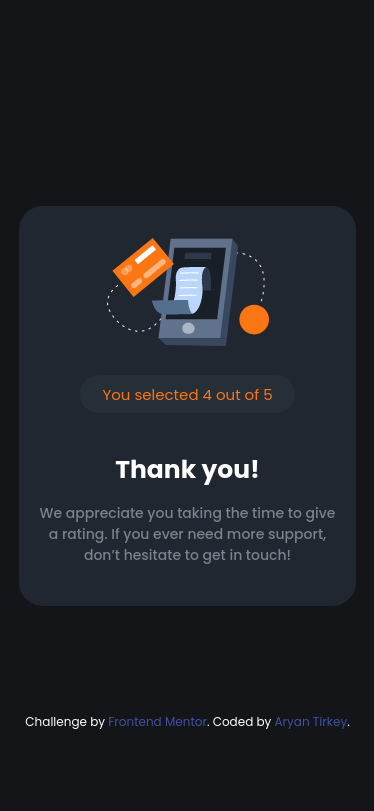 You selected 4 out of 5
Thank you!
We appreciate you taking the time to give
a rating. If you ever need more support,
don’t hesitate to get in touch!
Challenge by Frontend Mentor. Coded by Aryan Tirkey.